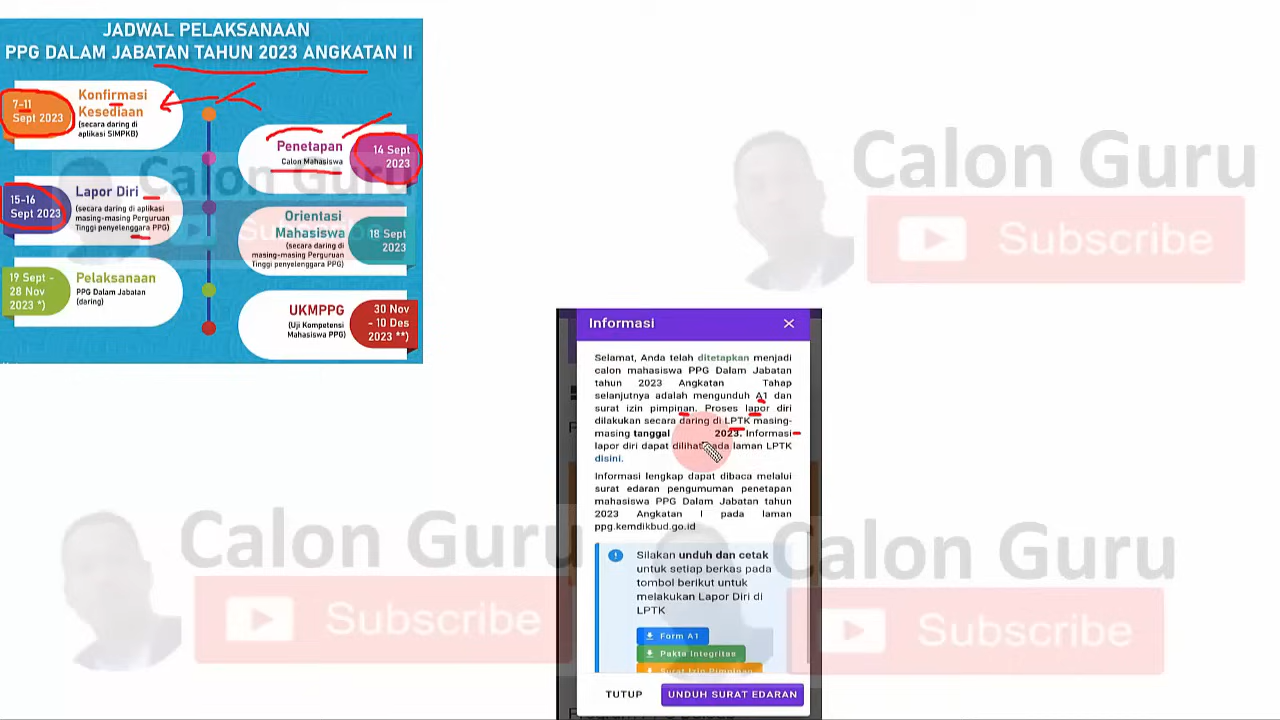 JADWAL PELAKSANAAN
PPG DALAM JABATAN TAHUN 2023 ANGKATAN II
7-11
Sept 2023
Konfirmasi
Kesediaan
(secara daring di
aplikasi SIMPKB)
Penetapan
Calon Mahasiswa
14 Sept
2023
15-16
Sept 2023
Lapor Diri
(secara daring di aplikasi
masing-masing Perguruan
Tinggi penyelenggara PPG)
Orientasi
Mahasiswa
(secara daring di
masing-masing Perguruan
Tinggi penyelenggara PPG)
18 Sept
2023
19 Sept -
28 Nov
2023 *)
Pelaksanaan
PPG Dalam Jabatan
(daring)
UKMPPG
(Uji Kompetensi
Mahasiswa PPG)
30 Nov
- 10 Des
2023 **)
Calon Guru
Subscribe
Calon Guru
Subscribe
Informasi
Selamat, Anda telah ditetapkan menjadi
calon mahasiswa PPG Dalam Jabatan
tahun 2023 Angkatan Tahap
selanjutnya adalah mengunduh A1 dan
surat izin pimpinan. Proses lapor diri
dilakukan secara daring di LPTK masing-
masing tanggal 2023. Informasi
lapor diri dapat dilihat pada laman LPTK
disini.
Informasi lengkap dapat dibaca melalui
surat edaran pengumuman penetapan
mahasiswa PPG Dalam Jabatan tahun
2023 Angkatan I pada laman
ppg.kemdikbud.go.id
Silakan unduh dan cetak
untuk setiap berkas pada
tombol berikut untuk
melakukan Lapor Diri di
LPTK
Form A1
Pakta Integritas
Surat Izin Pimpinan
TUTUP
UNDUH SURAT EDARAN
Calon Guru
Subscribe
Calon Guru
Subscribe